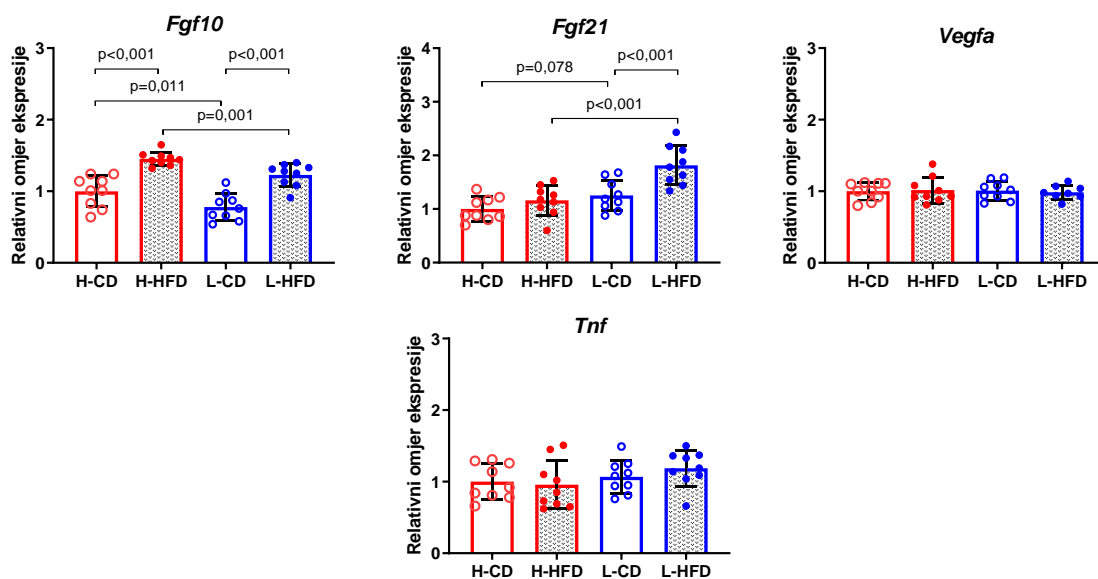 Fgf10
Relativni omjer ekspresije
3
2
1
0
p<0,001
p<0,001
p=0,011
p=0,001
H-CD H-HFD L-CD L-HFD
Fgf21
Relativni omjer ekspresije
4
3
2
1
0
p=0,078
p<0,001
p<0,001
H-CD H-HFD L-CD L-HFD
Vegfa
Relativni omjer ekspresije
3
2
1
0
H-CD H-HFD L-CD L-HFD
Tnf
Relativni omjer ekspresije
3
2
1
0
H-CD H-HFD L-CD L-HFD